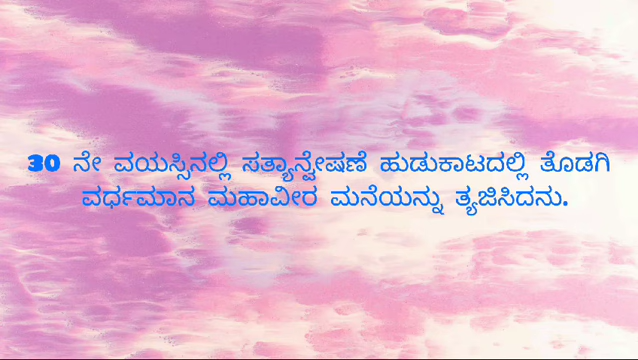 30 ನೇ ವಯಸ್ಸಿನಲ್ಲಿ ಸತ್ಯಾನ್ವೇಷಣೆ ಹುಡುಕಾಟದಲ್ಲಿ ತೊಡಗಿ
ವರ್ಧಮಾನ ಮಹಾವೀರ ಮನೆಯನ್ನು ತ್ಯಜಿಸಿದನು.